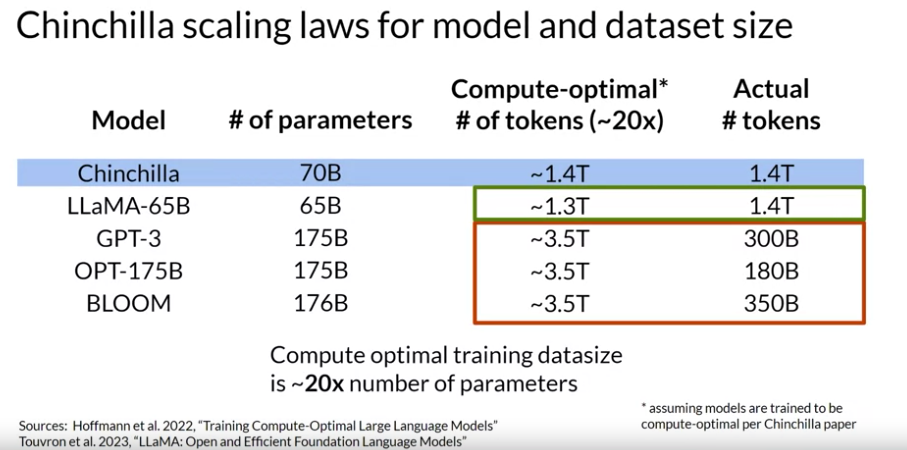 Chinchilla scaling laws for model and dataset size
Model # of parameters Compute-optimal* # of tokens (~20x) Actual # tokens
Chinchilla 70B ~1.4T 1.4T
LLaMA-65B 65B ~1.3T 1.4T
GPT-3 175B ~3.5T 300B
OPT-175B 175B ~3.5T 180B
BLOOM 176B ~3.5T 350B
Compute optimal training datasize
is ~20x number of parameters
* assuming models are trained to be
compute-optimal per Chinchilla paper
Sources: Hoffmann et al. 2022, "Training Compute-Optimal Large Language Models"
Touvron et al. 2023, "LLaMA: Open and Efficient Foundation Language Models"